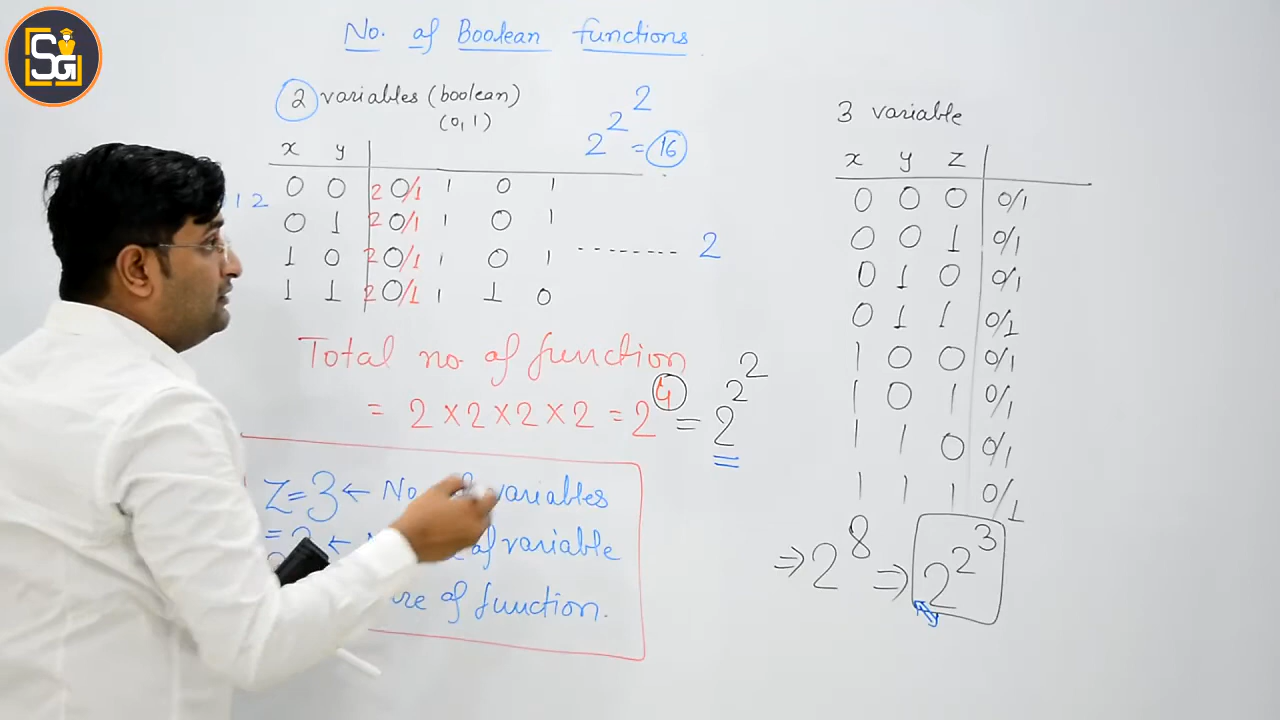 SG
No. of Boolean functions
2 variables (boolean)
(0,1)
2^2^2 = 16
x y
0 0 2 0/1 1 0 1
0 1 2 0/1 1 0 1
1 0 2 0/1 1 0 1
1 1 2 0/1 1 1 0
1 2
-------- 2
Total no. of function
= 2 x 2 x 2 x 2 = 2^4 = 2^2^2
Z=3 ← No. of variables
of variable
of function.
3 variable
x y z
0 0 0 0/1
0 0 1 0/1
0 1 0 0/1
0 1 1 0/1
1 0 0 0/1
1 0 1 0/1
1 1 0 0/1
1 1 1 0/1
⇒ 2^8 ⇒ 2^2^3